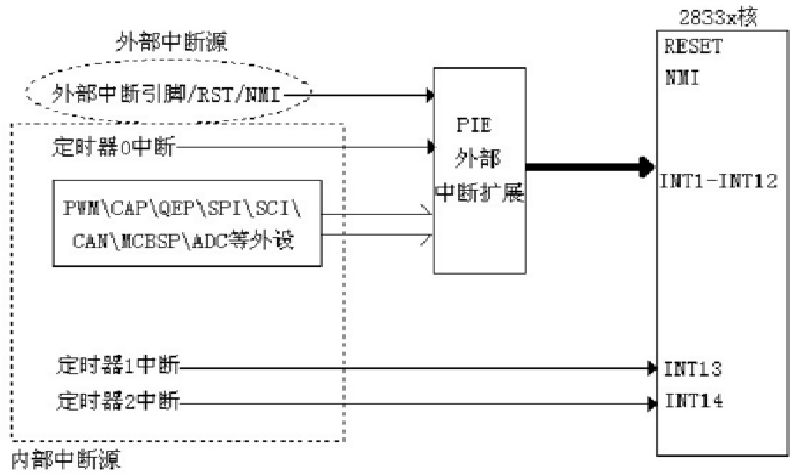 2833x核
外部中断源
RESET
外部中断引脚/RST/NMI
NMI
PIE
外部
中断扩展
定时器0中断
INT1-INT12
PWM\CAP\QEP\SPI\SCI\
CAN\MCBSP\ADC等外设
定时器1中断
INT13
定时器2中断
INT14
内部中断源